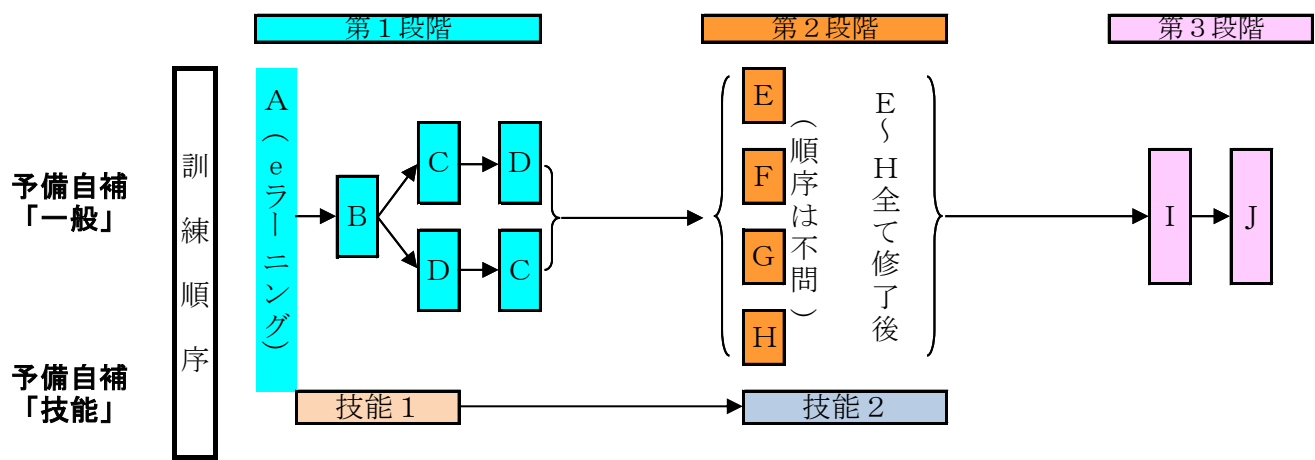 第１段階
第２段階
第３段階
予備自補
「一般」
予備自補
「技能」
訓練順序
A（eラーニング）
B
C
D
D
C
E
F
G
H
（順序は不問）
E～H全て修了後
I
J
技能１
技能２